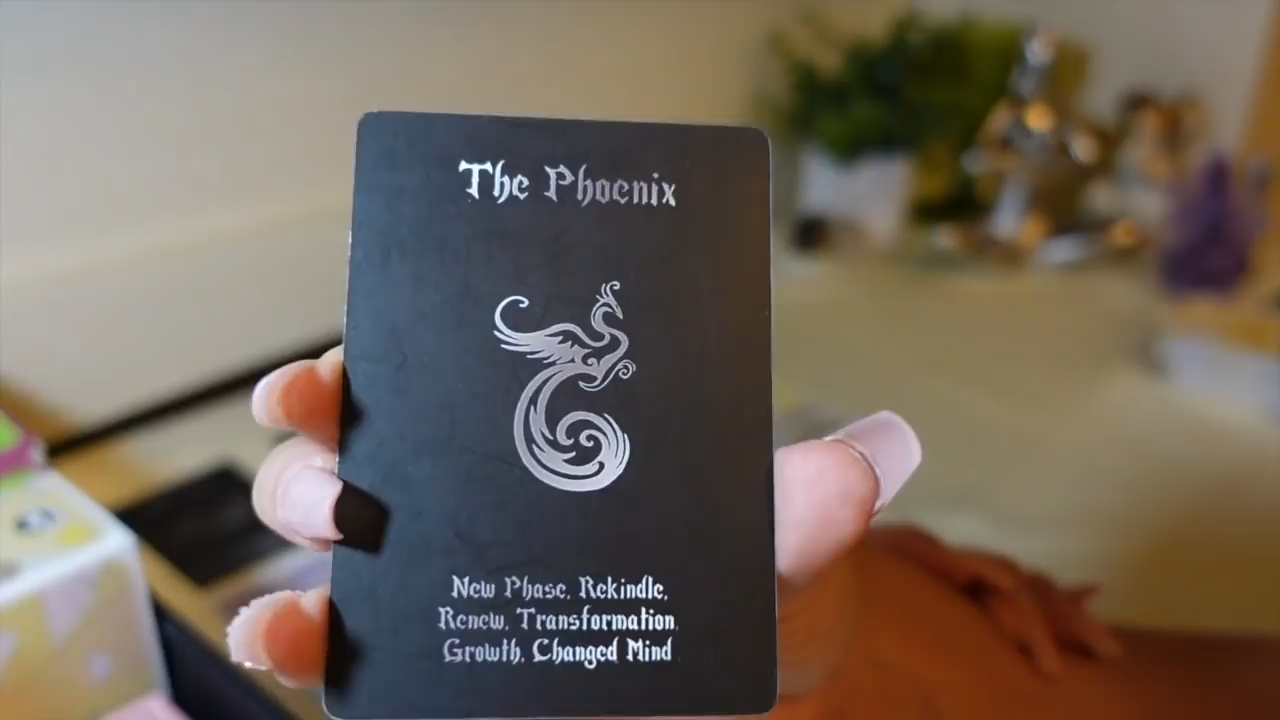 The Phoenix
New Phase, Rekindle,
Renew, Transformation,
Growth, Changed Mind